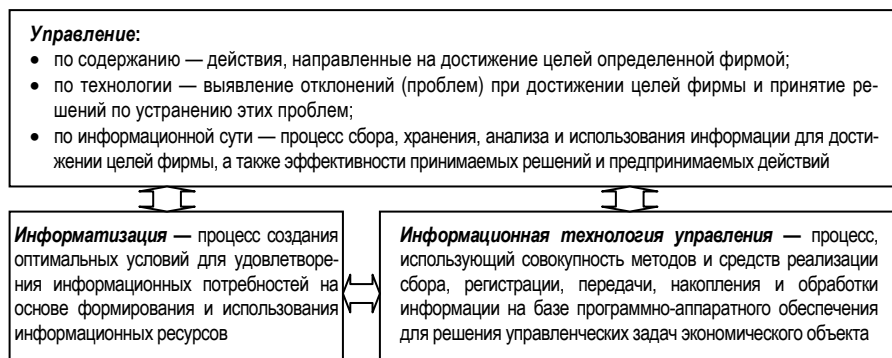 Управление:
• по содержанию — действия, направленные на достижение целей определенной фирмой;
• по технологии — выявление отклонений (проблем) при достижении целей фирмы и принятие ре-
шений по устранению этих проблем;
• по информационной сути — процесс сбора, хранения, анализа и использования информации для дости-
жении целей фирмы, а также эффективности принимаемых решений и предпринимаемых действий
Информатизация — процесс создания
оптимальных условий для удовлетворе-
ния информационных потребностей на
основе формирования и использования
информационных ресурсов
Информационная технология управления — процесс,
использующий совокупность методов и средств реализации
сбора, регистрации, передачи, накопления и обработки
информации на базе программно-аппаратного обеспечения
для решения управленческих задач экономического объекта